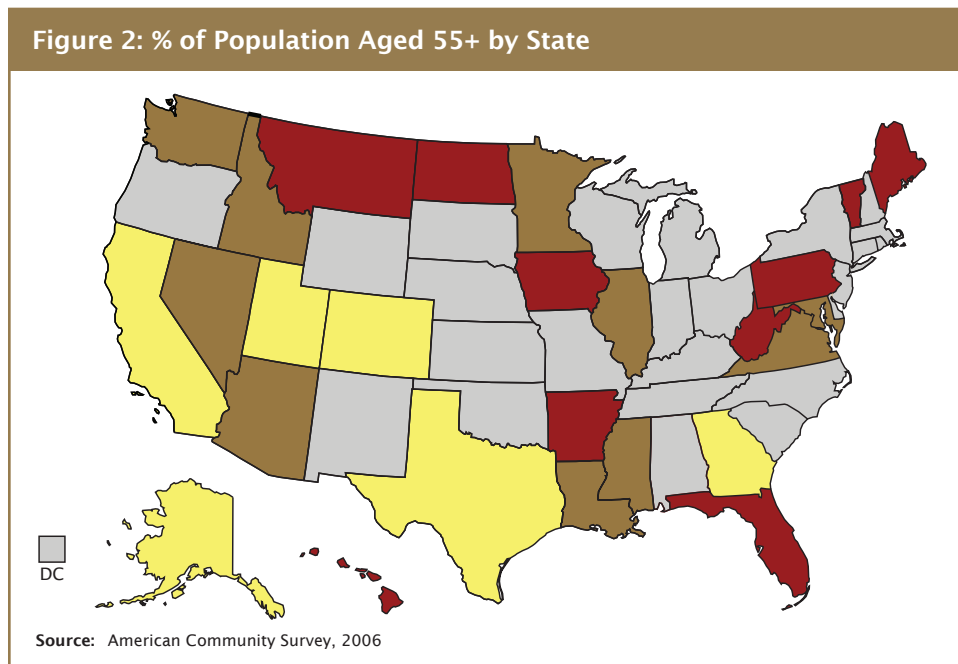 Figure 2: % of Population Aged 55+ by State
DC
Source: American Community Survey, 2006